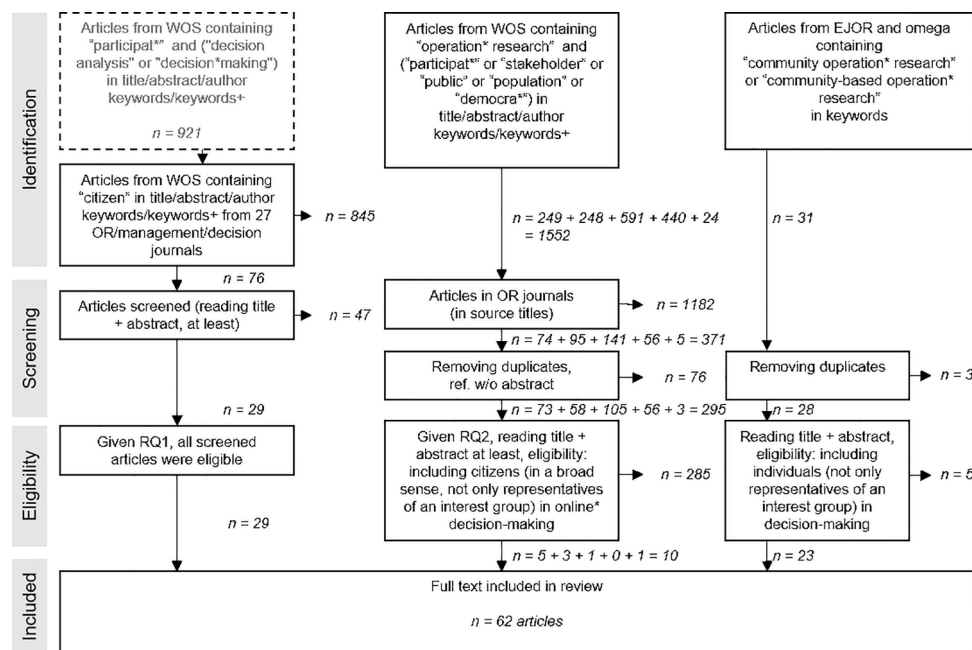 Identification
Articles from WOS containing
"participat*" and ("decision
analysis" or "decision*making")
in title/abstract/author
keywords/keywords+
n = 921
Articles from WOS containing
"citizen" in title/abstract/author
keywords/keywords+ from 27
OR/management/decision
journals
n = 845
n = 76
Articles from WOS containing
"operation* research" and
("participat*" or "stakeholder" or
"public" or "population" or
"democra*") in
title/abstract/author
keywords/keywords+
n = 249 + 248 + 591 + 440 + 24
= 1552
Articles from EJOR and omega
containing
"community operation* research"
or "community-based operation*
research"
in keywords
n = 31
Screening
Articles screened (reading title
+ abstract, at least)
n = 47
n = 29
Articles in OR journals
(in source titles)
n = 1182
n = 74 + 95 + 141 + 56 + 5 = 371
Removing duplicates,
ref. w/o abstract
n = 76
n = 73 + 58 + 105 + 56 + 3 = 295
Removing duplicates
n = 3
n = 28
Eligibility
Given RQ1, all screened
articles were eligible
n = 29
Given RQ2, reading title +
abstract at least, eligibility:
including citizens (in a broad
sense, not only representatives
of an interest group) in online*
decision-making
n = 285
n = 5 + 3 + 1 + 0 + 1 = 10
Reading title + abstract,
eligibility: including
individuals (not only
representatives of an
interest group) in
decision-making
n = 5
n = 23
Included
Full text included in review
n = 62 articles